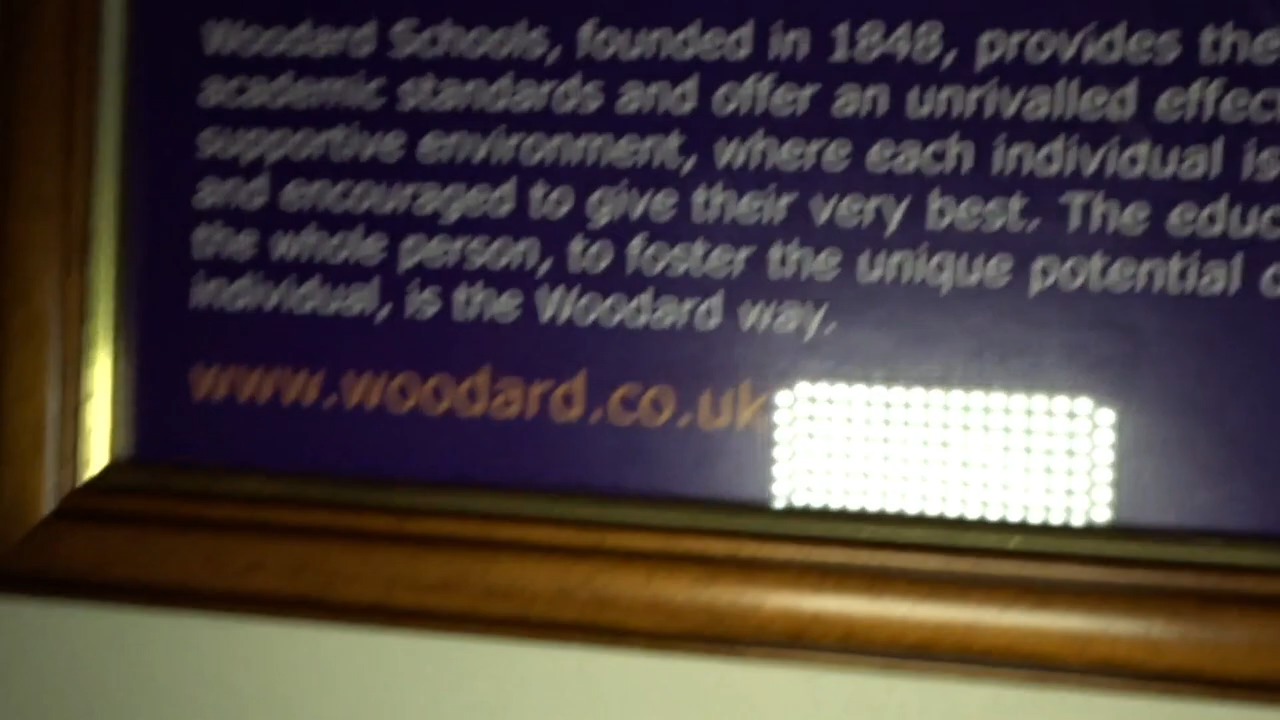 Woodard Schools, founded in 1848, provides the
academic standards and offer an unrivalled
supportive environment, where each individual is
and encouraged to give their very best. The
the whole person, to foster the unique potential
individual, is the Woodard way.
www.woodard.co.uk